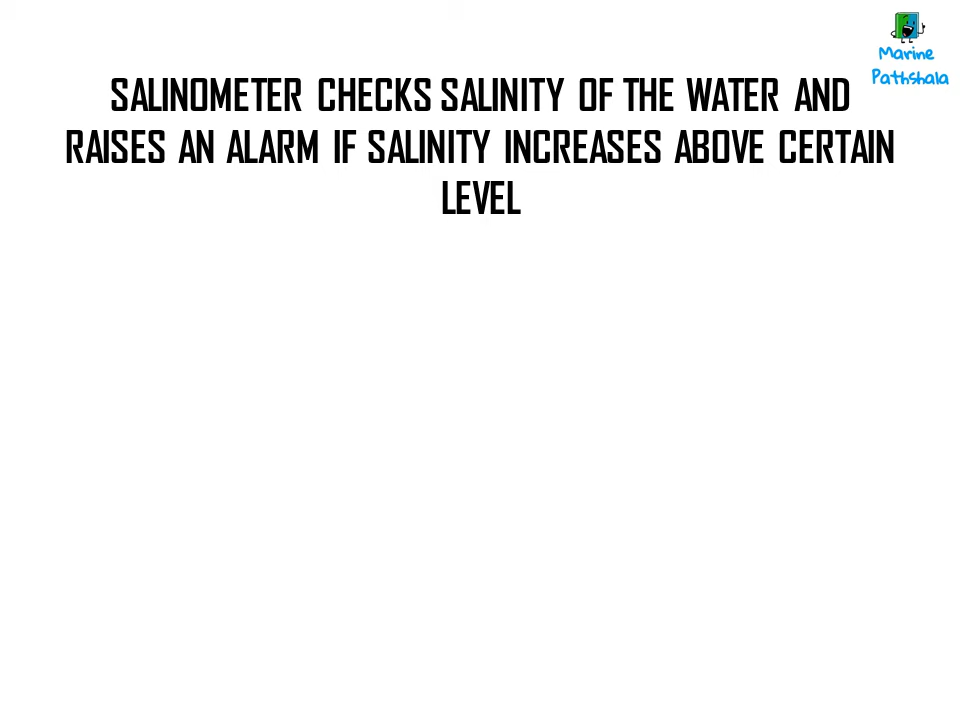 Marine
Pathshala
SALINOMETER CHECKS SALINITY OF THE WATER AND
RAISES AN ALARM IF SALINITY INCREASES ABOVE CERTAIN
LEVEL